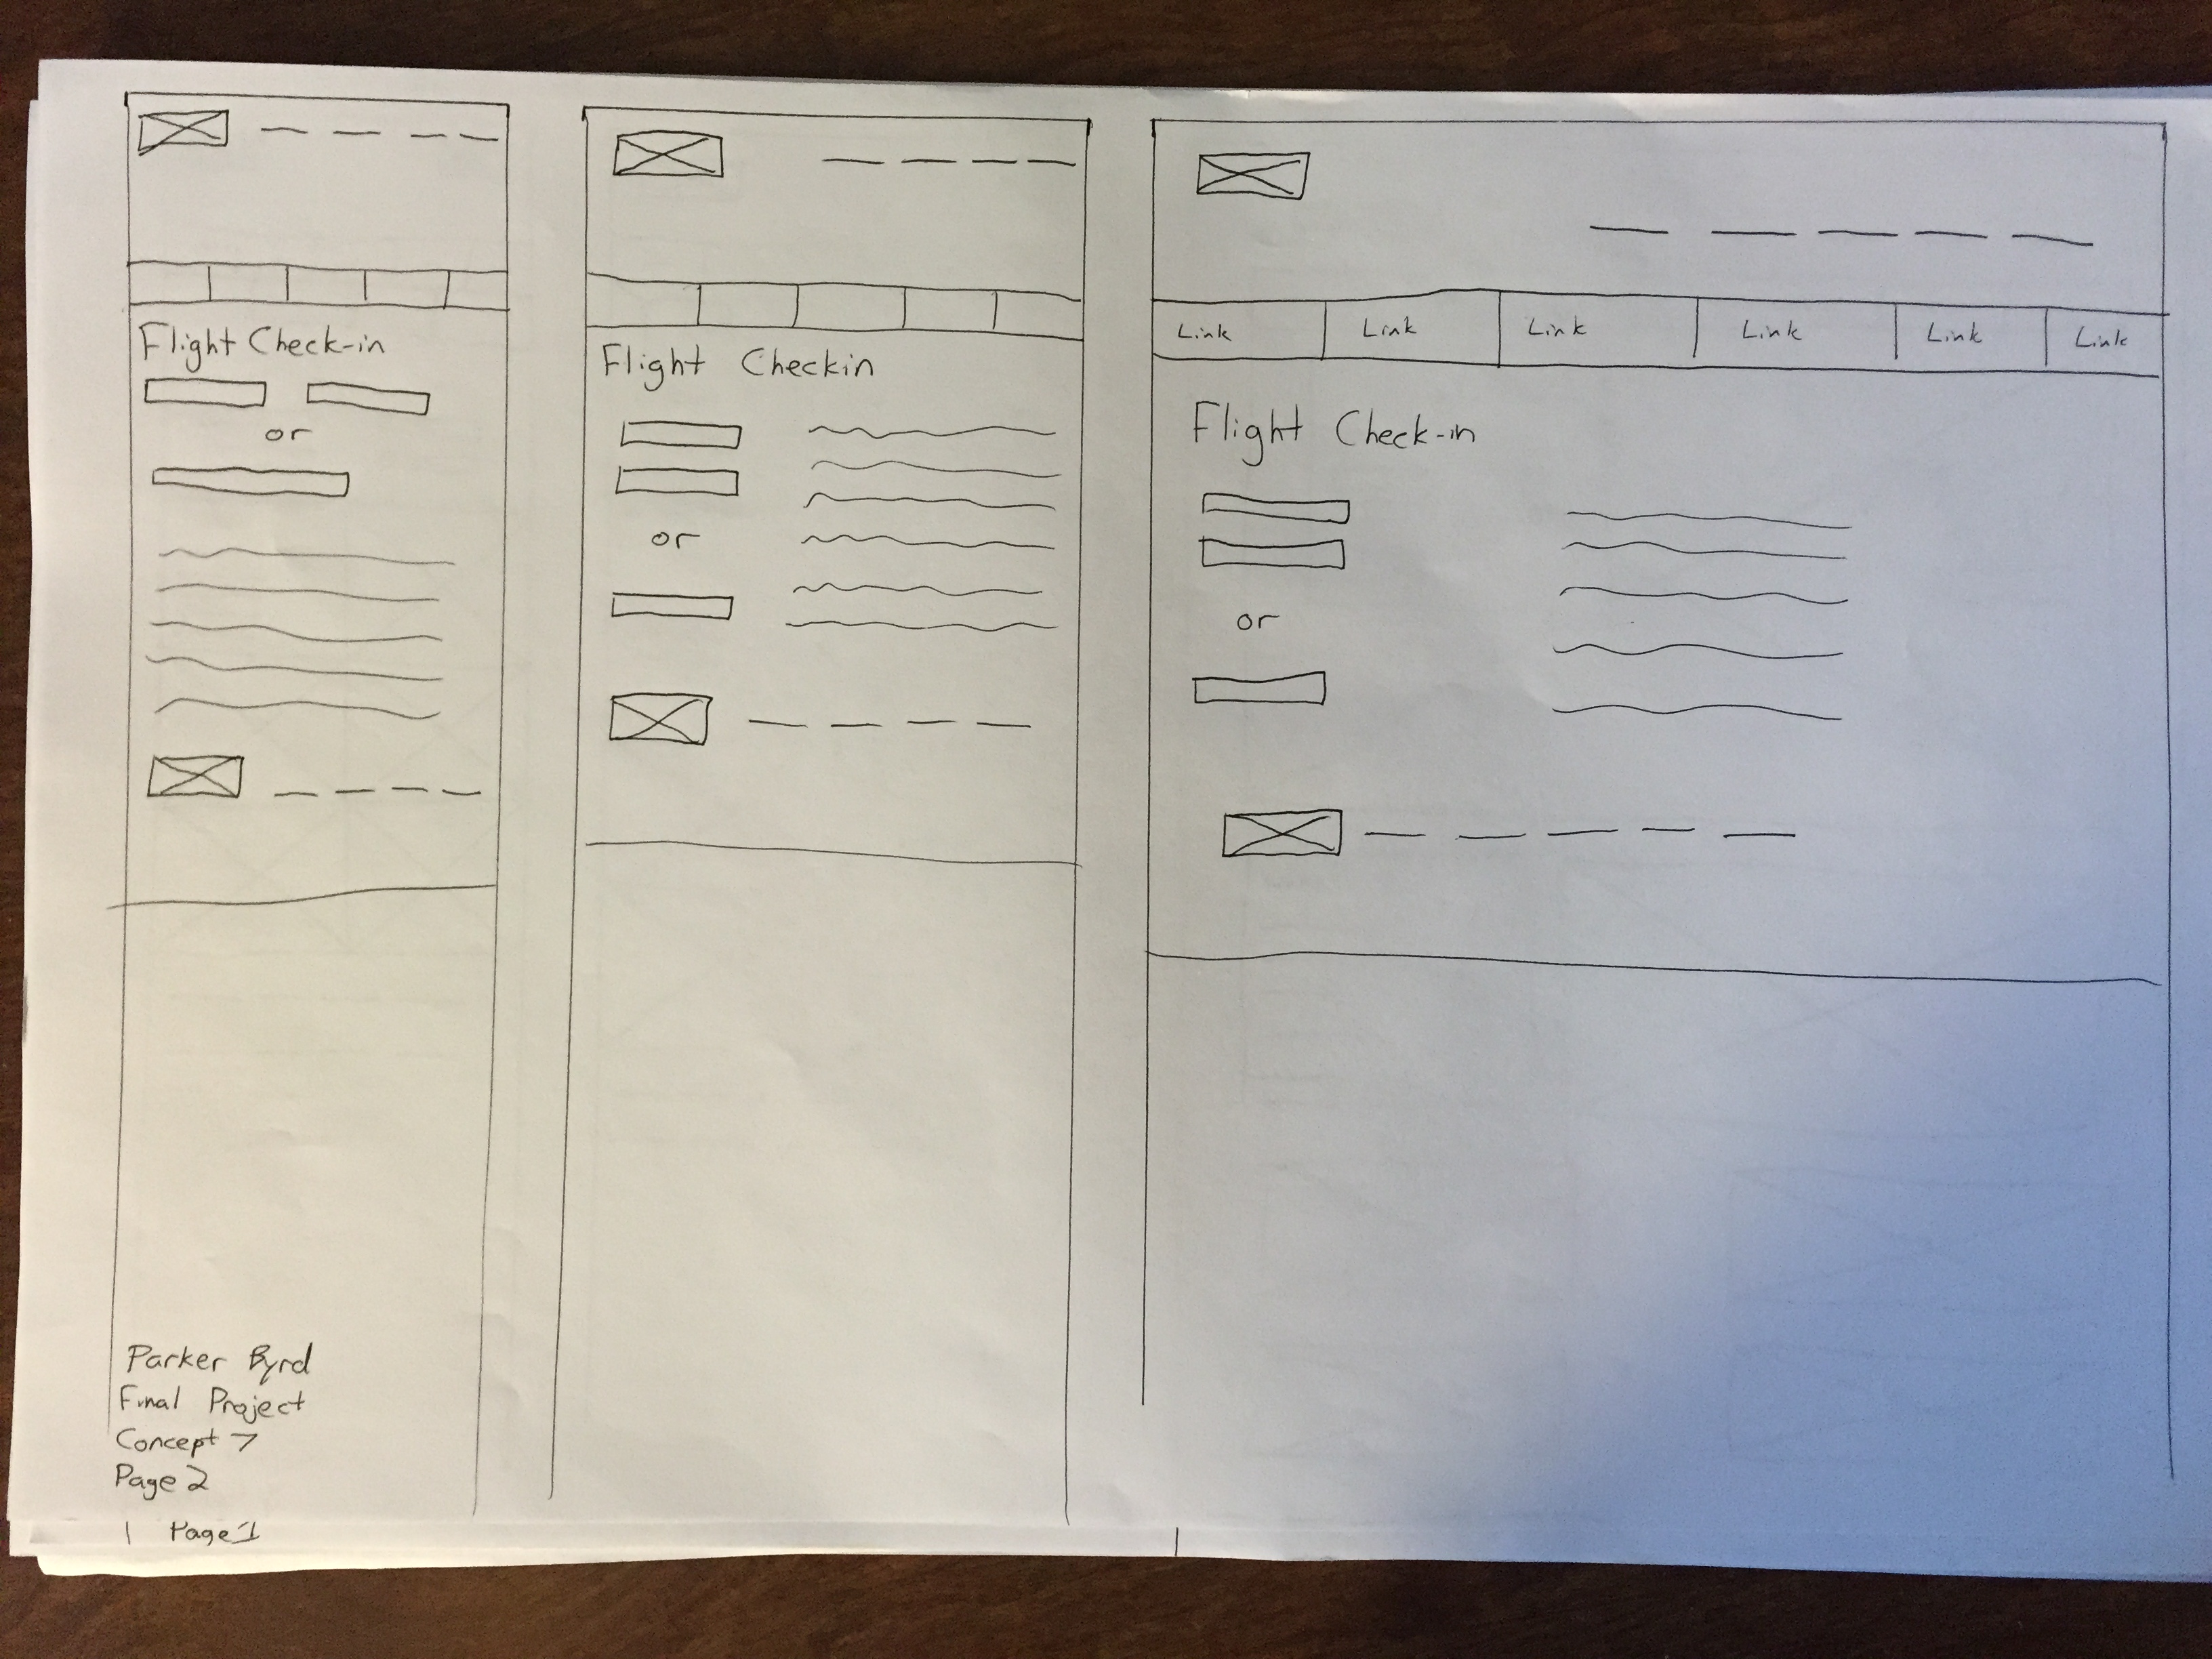 Flight Check-in
or
Flight Checkin
or
Link Link Link Link Link Link
Flight Check-in
or
Parker Byrd
Final Project
Concept 7
Page 2
Page 1